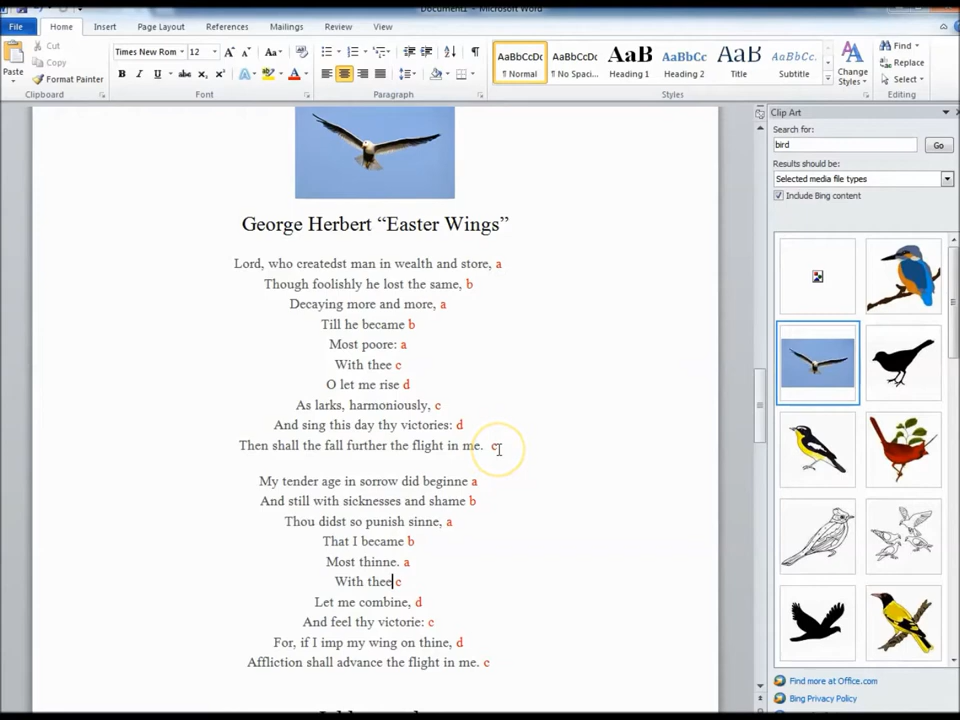 Document1 - Microsoft Word
File Home Insert Page Layout References Mailings Review View
Paste
Cut
Copy
Format Painter
Clipboard
Times New Rom 12
Font
Paragraph
AaBbCcDc
¶ Normal
AaBbCcDc
¶ No Spaci...
AaB
Heading 1
AaBbCc
Heading 2
AaB
Title
AaBbCc.
Subtitle
Change
Styles
Styles
Find
Replace
Select
Editing
George Herbert “Easter Wings”
Lord, who createdst man in wealth and store, a
Though foolishly he lost the same, b
Decaying more and more, a
Till he became b
Most poore: a
With thee c
O let me rise d
As larks, harmoniously, c
And sing this day thy victories: d
Then shall the fall further the flight in me. c
My tender age in sorrow did beginne a
And still with sicknesses and shame b
Thou didst so punish sinne, a
That I became b
Most thinne. a
With thee c
Let me combine, d
And feel thy victorie: c
For, if I imp my wing on thine, d
Affliction shall advance the flight in me. c
Clip Art
Search for:
bird
Go
Results should be:
Selected media file types
Include Bing content
Find more at Office.com
Bing Privacy Policy